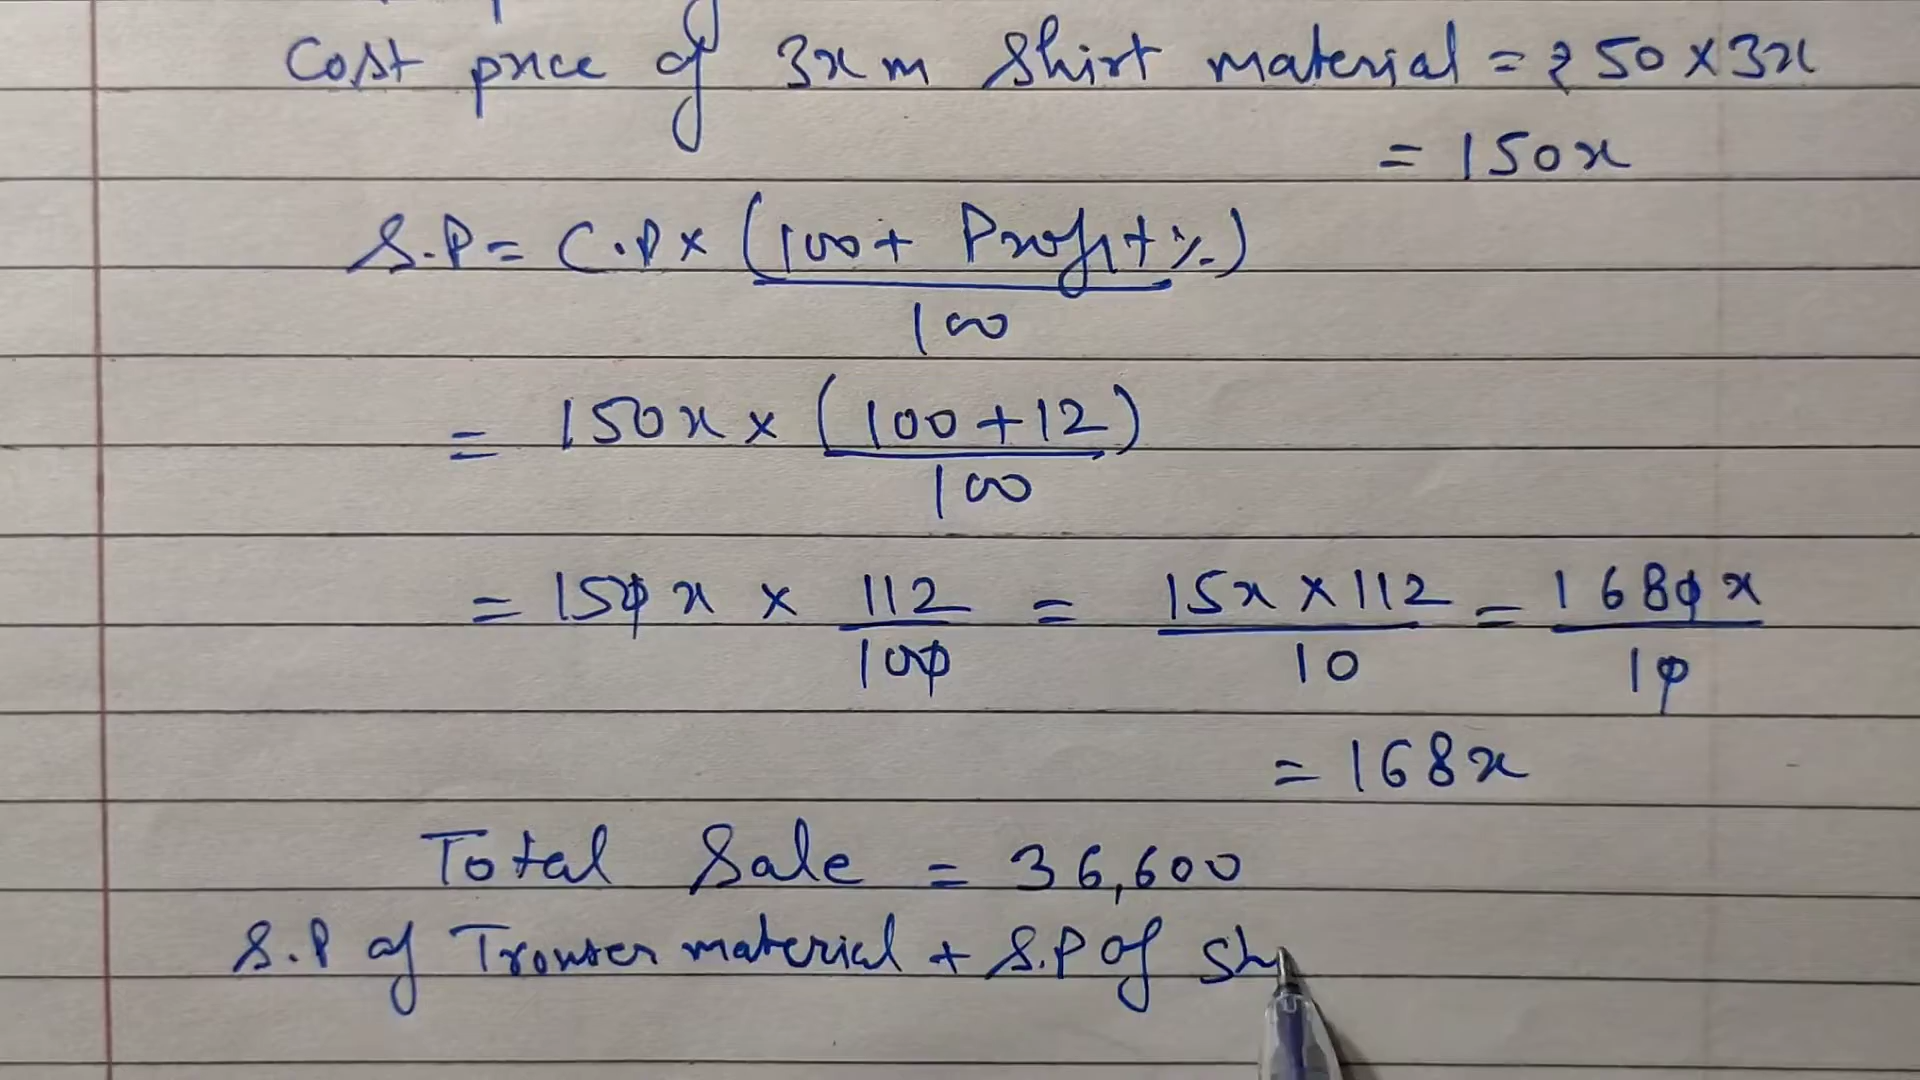 Cost price of 3x m Shirt material = ₹ 50 × 3x
= 150x
S.P = C.P × (100 + Profit %)
100
= 150x × (100 + 12)
100
= 150x × 112 = 15x × 112 = 1680x
100 10 10
= 168x
Total Sale = 36,600
S.P of Trouser material + S.P of Sh